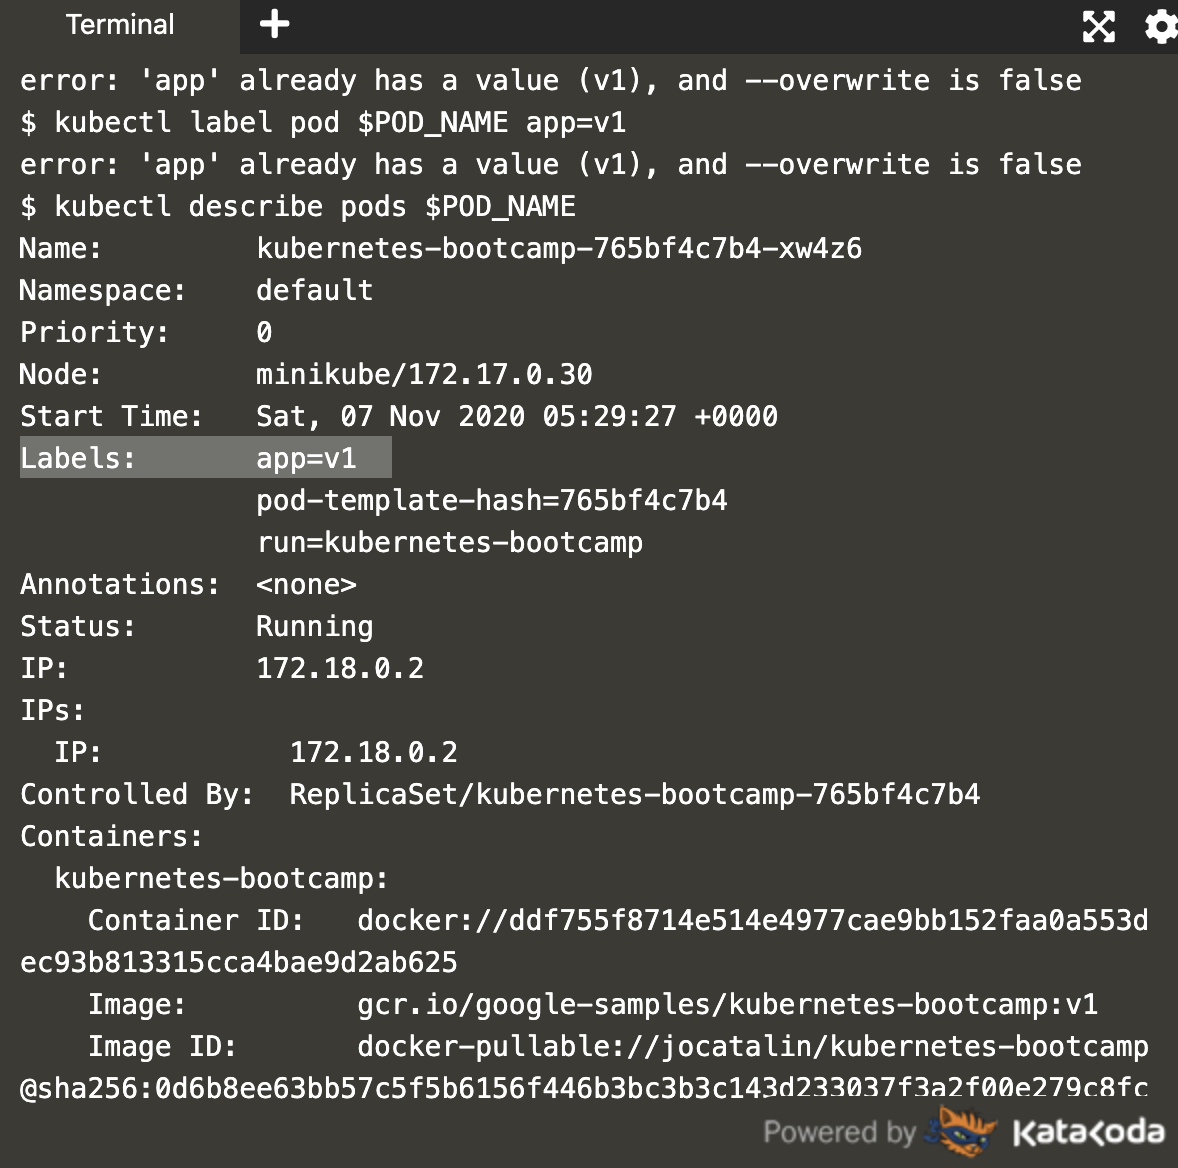 Terminal
error: 'app' already has a value (v1), and --overwrite is false
$ kubectl label pod $POD_NAME app=v1
error: 'app' already has a value (v1), and --overwrite is false
$ kubectl describe pods $POD_NAME
Name:         kubernetes-bootcamp-765bf4c7b4-xw4z6
Namespace:    default
Priority:     0
Node:         minikube/172.17.0.30
Start Time:   Sat, 07 Nov 2020 05:29:27 +0000
Labels:       app=v1
              pod-template-hash=765bf4c7b4
              run=kubernetes-bootcamp
Annotations:  <none>
Status:       Running
IP:           172.18.0.2
IPs:
  IP:           172.18.0.2
Controlled By:  ReplicaSet/kubernetes-bootcamp-765bf4c7b4
Containers:
  kubernetes-bootcamp:
    Container ID:   docker://ddf755f8714e514e4977cae9bb152faa0a553d
ec93b813315cca4bae9d2ab625
    Image:          gcr.io/google-samples/kubernetes-bootcamp:v1
    Image ID:       docker-pullable://jocatalin/kubernetes-bootcamp
@sha256:0d6b8ee63bb57c5f5b6156f446b3bc3b3c143d233037f3a2f00e279c8fc
Powered by Katacoda